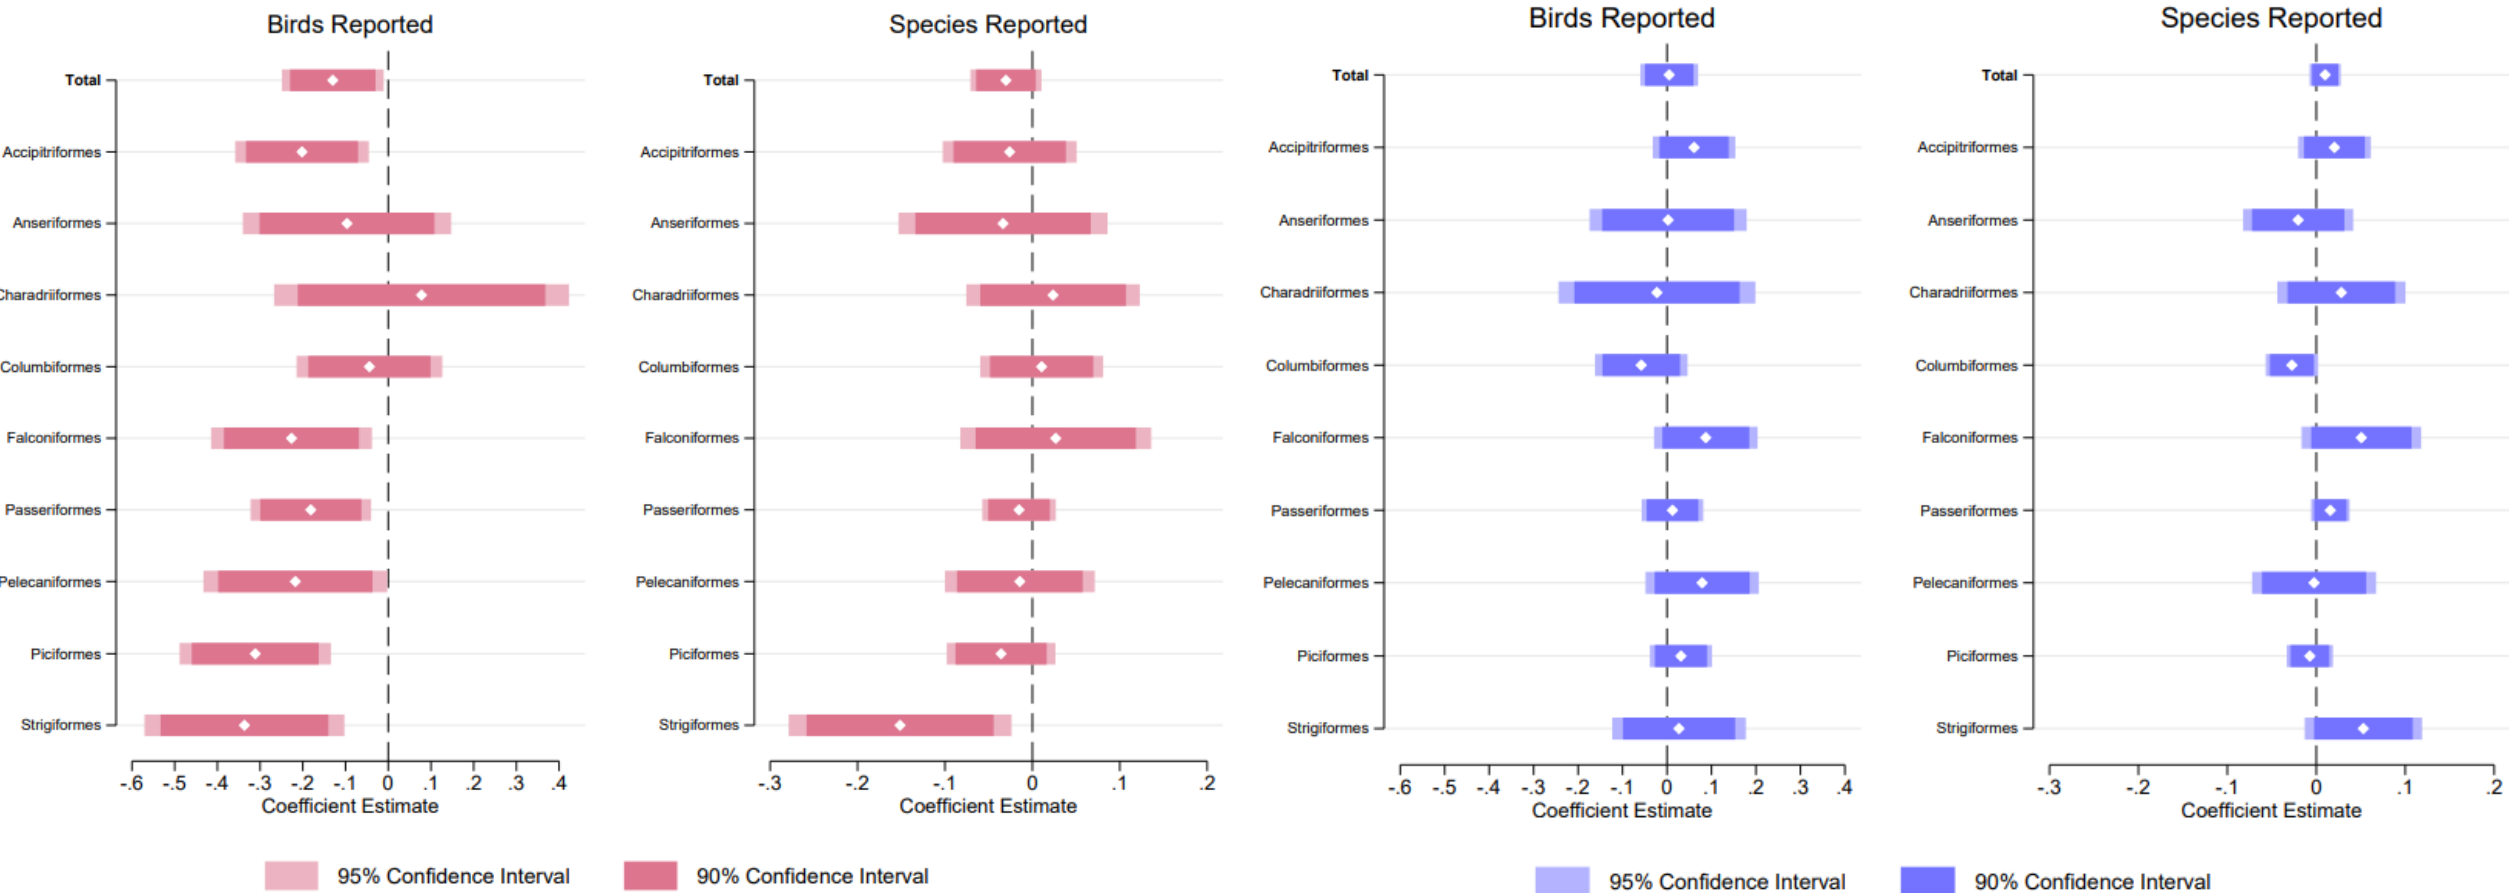 Birds Reported
Total
Accipitriformes
Anseriformes
Charadriiformes
Columbiformes
Falconiformes
Passeriformes
Pelecaniformes
Piciformes
Strigiformes
-.6 -.5 -.4 -.3 -.2 -.1 0 .1 .2 .3 .4
Coefficient Estimate
Species Reported
Total
Accipitriformes
Anseriformes
Charadriiformes
Columbiformes
Falconiformes
Passeriformes
Pelecaniformes
Piciformes
Strigiformes
-.3 -.2 -.1 0 .1 .2
Coefficient Estimate
95% Confidence Interval 90% Confidence Interval
Birds Reported
Total
Accipitriformes
Anseriformes
Charadriiformes
Columbiformes
Falconiformes
Passeriformes
Pelecaniformes
Piciformes
Strigiformes
-.6 -.5 -.4 -.3 -.2 -.1 0 .1 .2 .3 .4
Coefficient Estimate
Species Reported
Total
Accipitriformes
Anseriformes
Charadriiformes
Columbiformes
Falconiformes
Passeriformes
Pelecaniformes
Piciformes
Strigiformes
-.3 -.2 -.1 0 .1 .2
Coefficient Estimate
95% Confidence Interval 90% Confidence Interval